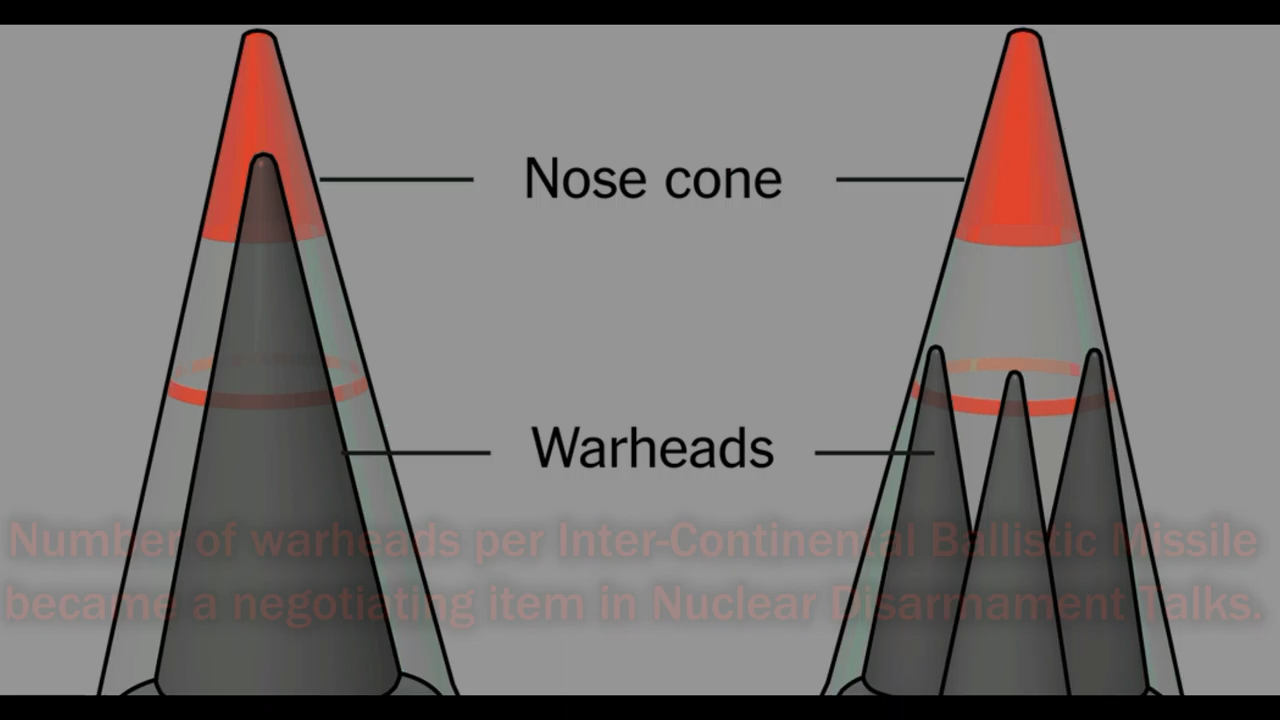 Nose cone
Warheads
Number of warheads per Inter-Continental Ballistic Missile
became a negotiating item in Nuclear Disarmament Talks.